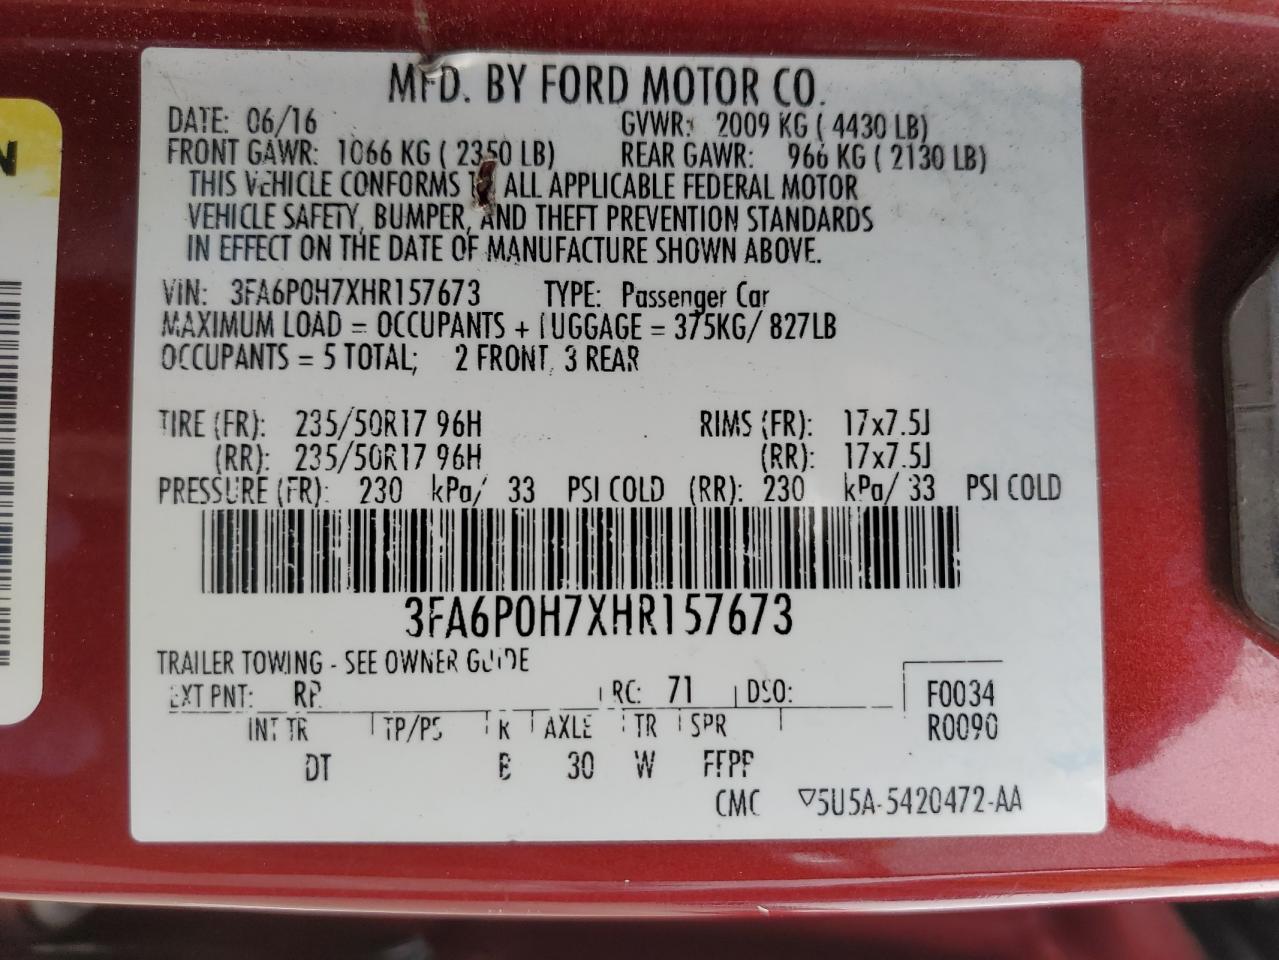 MFD. BY FORD MOTOR CO.
DATE: 06/16 GVWR: 2009 KG ( 4430 LB)
FRONT GAWR: 1066 KG ( 2350 LB) REAR GAWR: 966 KG ( 2130 LB)
THIS VEHICLE CONFORMS ALL APPLICABLE FEDERAL MOTOR
VEHICLE SAFETY, BUMPER, AND THEFT PREVENTION STANDARDS
IN EFFECT ON THE DATE OF MANUFACTURE SHOWN ABOVE.
VIN: 3FA6P0H7XHR157673 TYPE: Passenger Car
MAXIMUM LOAD = OCCUPANTS + LUGGAGE = 375KG/ 827LB
OCCUPANTS = 5 TOTAL; 2 FRONT, 3 REAR
TIRE (FR): 235/50R17 96H RIMS (FR): 17x7.5J
(RR): 235/50R17 96H (RR): 17x7.5J
PRESSURE (FR): 230 kPa/ 33 PSI COLD (RR): 230 kPa/ 33 PSI COLD
3FA6P0H7XHR157673
TRAILER TOWING - SEE OWNER GUIDE
EXT PNT: RR RC: 71 DSO: F0034
INT TR TP/PS R AXLE TR SPR R0090
DT B 30 W
CMC ▽5U5A-5420472-AA
N